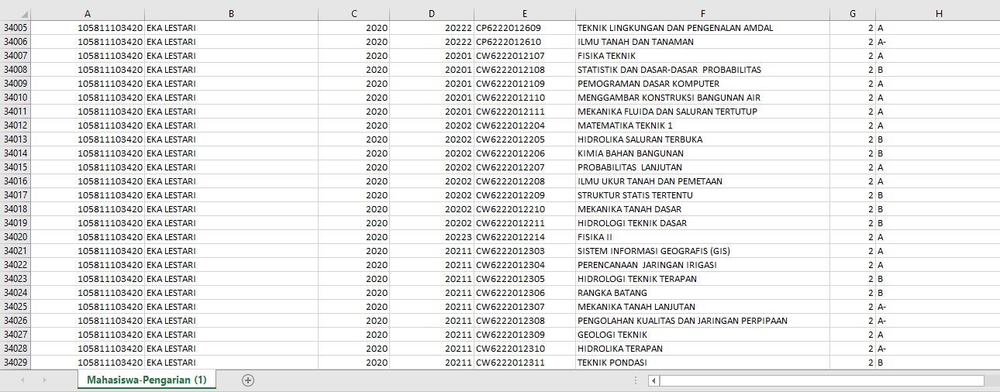 A B C D E F G H
34005 105811103420 EKA LESTARI 2020 20222 CP6222012609 TEKNIK LINGKUNGAN DAN PENGENALAN AMDAL 2 A
34006 105811103420 EKA LESTARI 2020 20222 CP6222012610 ILMU TANAH DAN TANAMAN 2 A-
34007 105811103420 EKA LESTARI 2020 20201 CW6222012107 FISIKA TEKNIK 2 A
34008 105811103420 EKA LESTARI 2020 20201 CW6222012108 STATISTIK DAN DASAR-DASAR PROBABILITAS 2 B
34009 105811103420 EKA LESTARI 2020 20201 CW6222012109 PEMOGRAMAN DASAR KOMPUTER 2 A
34010 105811103420 EKA LESTARI 2020 20201 CW6222012110 MENGGAMBAR KONSTRUKSI BANGUNAN AIR 2 A
34011 105811103420 EKA LESTARI 2020 20201 CW6222012111 MEKANIKA FLUIDA DAN SALURAN TERTUTUP 2 A
34012 105811103420 EKA LESTARI 2020 20202 CW6222012204 MATEMATIKA TEKNIK 1 2 A
34013 105811103420 EKA LESTARI 2020 20202 CW6222012205 HIDROLIKA SALURAN TERBUKA 2 B
34014 105811103420 EKA LESTARI 2020 20202 CW6222012206 KIMIA BAHAN BANGUNAN 2 B
34015 105811103420 EKA LESTARI 2020 20202 CW6222012207 PROBABILITAS LANJUTAN 2 A
34016 105811103420 EKA LESTARI 2020 20202 CW6222012208 ILMU UKUR TANAH DAN PEMETAAN 2 A
34017 105811103420 EKA LESTARI 2020 20202 CW6222012209 STRUKTUR STATIS TERTENTU 2 B
34018 105811103420 EKA LESTARI 2020 20202 CW6222012210 MEKANIKA TANAH DASAR 2 B
34019 105811103420 EKA LESTARI 2020 20202 CW6222012211 HIDROLOGI TEKNIK DASAR 2 B
34020 105811103420 EKA LESTARI 2020 20223 CW6222012214 FISIKA II 2 A
34021 105811103420 EKA LESTARI 2020 20211 CW6222012303 SISTEM INFORMASI GEOGRAFIS (GIS) 2 A
34022 105811103420 EKA LESTARI 2020 20211 CW6222012304 PERENCANAAN JARINGAN IRIGASI 2 A
34023 105811103420 EKA LESTARI 2020 20211 CW6222012305 HIDROLOGI TEKNIK TERAPAN 2 B
34024 105811103420 EKA LESTARI 2020 20211 CW6222012306 RANGKA BATANG 2 B
34025 105811103420 EKA LESTARI 2020 20211 CW6222012307 MEKANIKA TANAH LANJUTAN 2 A-
34026 105811103420 EKA LESTARI 2020 20211 CW6222012308 PENGOLAHAN KUALITAS DAN JARINGAN PERPIPAAN 2 A-
34027 105811103420 EKA LESTARI 2020 20211 CW6222012309 GEOLOGI TEKNIK 2 A
34028 105811103420 EKA LESTARI 2020 20211 CW6222012310 HIDROLIKA TERAPAN 2 A-
34029 105811103420 EKA LESTARI 2020 20211 CW6222012311 TEKNIK PONDASI 2 B
Mahasiswa-Pengarian (1)